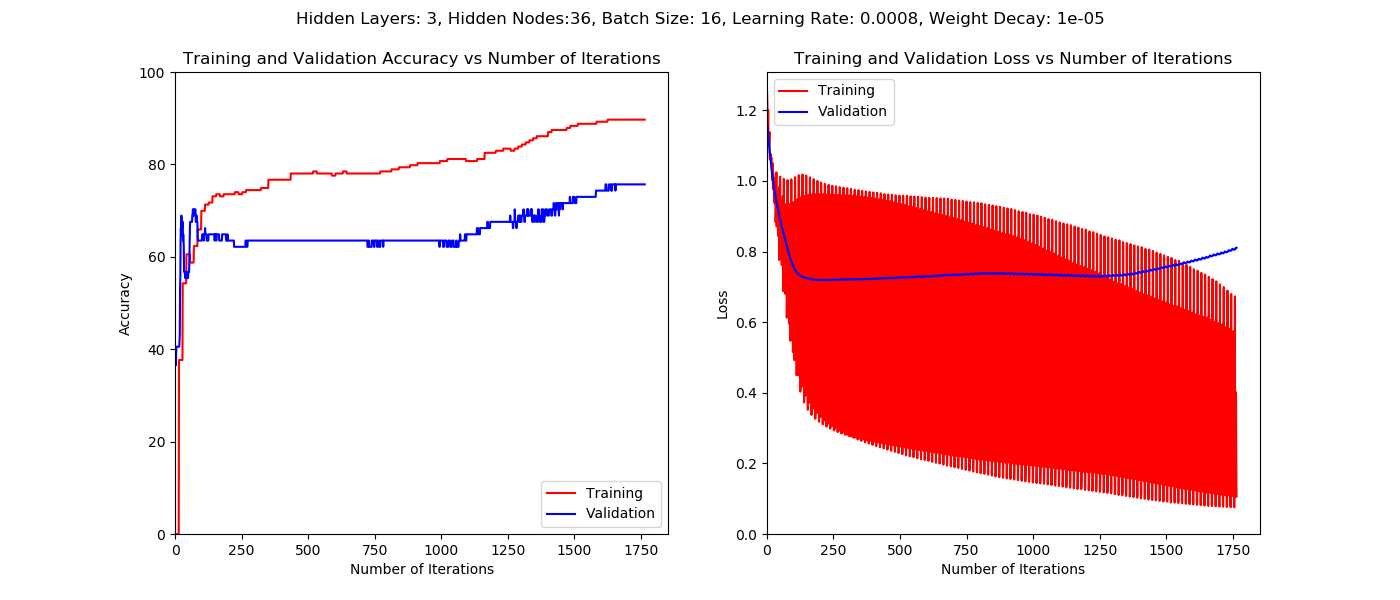 Hidden Layers: 3, Hidden Nodes:36, Batch Size: 16, Learning Rate: 0.0008, Weight Decay: 1e-05
Training and Validation Accuracy vs Number of Iterations
100
80
60
40
20
0
Accuracy
0 250 500 750 1000 1250 1500 1750
Number of Iterations
Training
Validation
Training and Validation Loss vs Number of Iterations
Training
Validation
1.2
1.0
0.8
0.6
0.4
0.2
0.0
Loss
0 250 500 750 1000 1250 1500 1750
Number of Iterations